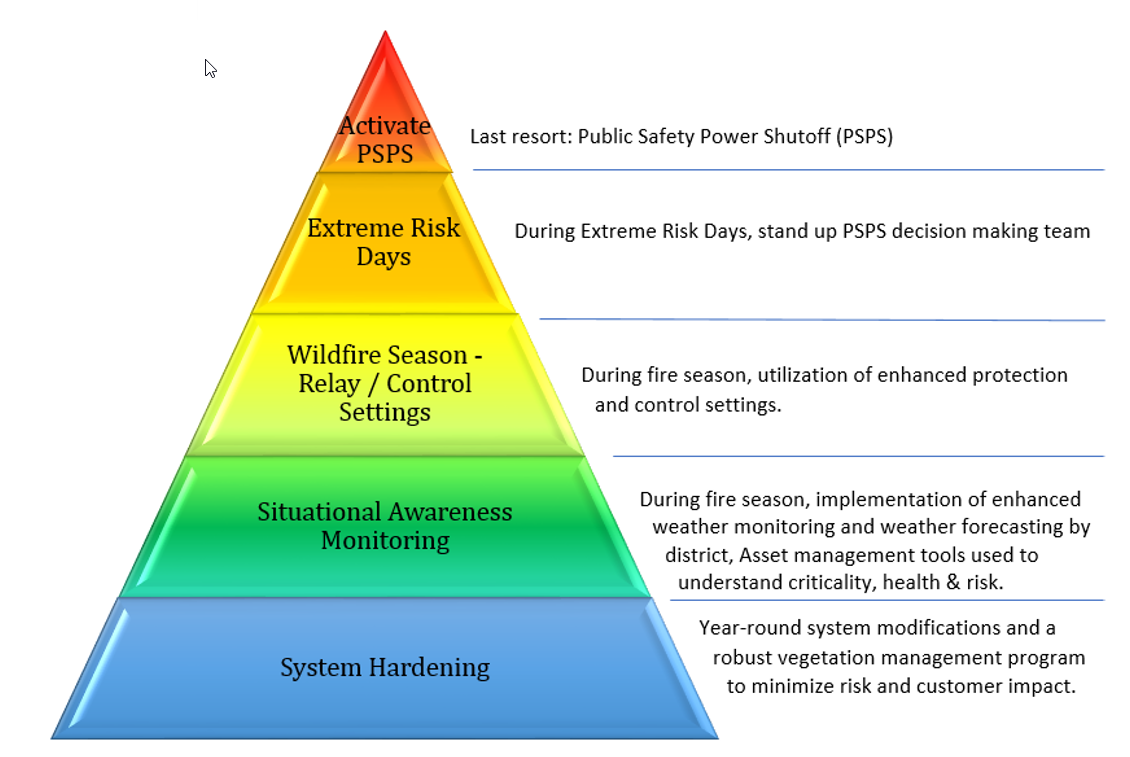 Activate
PSPS
Last resort: Public Safety Power Shutoff (PSPS)
Extreme Risk
Days
During Extreme Risk Days, stand up PSPS decision making team
Wildfire Season -
Relay / Control
Settings
During fire season, utilization of enhanced protection
and control settings.
Situational Awareness
Monitoring
During fire season, implementation of enhanced
weather monitoring and weather forecasting by
district, Asset management tools used to
understand criticality, health & risk.
System Hardening
Year-round system modifications and a
robust vegetation management program
to minimize risk and customer impact.